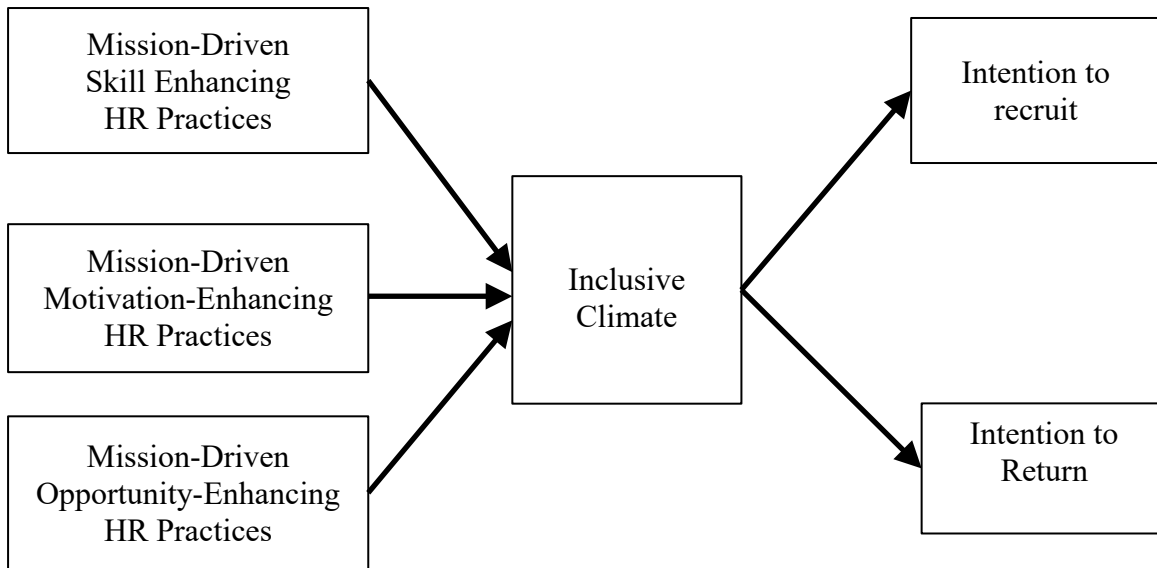 Mission-Driven
Skill Enhancing
HR Practices
Mission-Driven
Motivation-Enhancing
HR Practices
Mission-Driven
Opportunity-Enhancing
HR Practices
Inclusive
Climate
Intention to
recruit
Intention to
Return